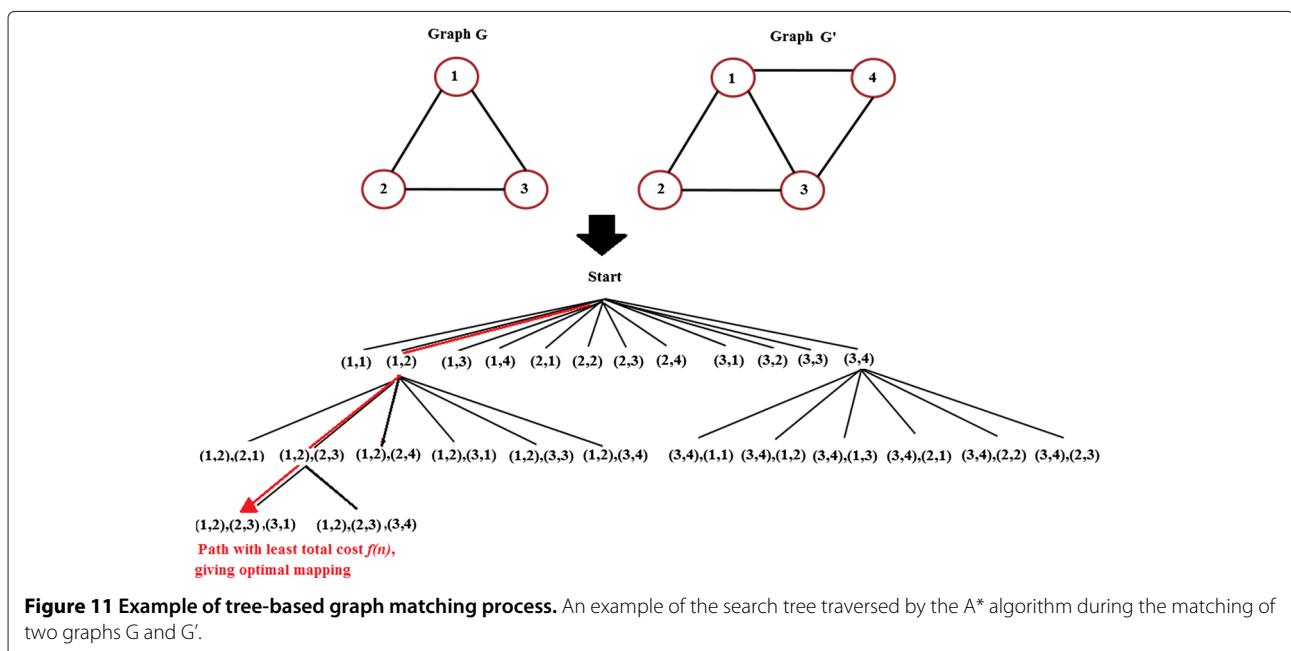 Graph G
Graph G'
1
2
3
1
4
2
3
Start
(1,1) (1,2) (1,3) (1,4) (2,1) (2,2) (2,3) (2,4) (3,1) (3,2) (3,3) (3,4)
(1,2),(2,1) (1,2),(2,3) (1,2),(2,4) (1,2),(3,1) (1,2),(3,3) (1,2),(3,4) (3,4),(1,1) (3,4),(1,2) (3,4),(1,3) (3,4),(2,1) (3,4),(2,2) (3,4),(2,3)
(1,2),(2,3),(3,1) (1,2),(2,3),(3,4)
Path with least total cost f(n),
giving optimal mapping
Figure 11 Example of tree-based graph matching process. An example of the search tree traversed by the A* algorithm during the matching of
two graphs G and G′.